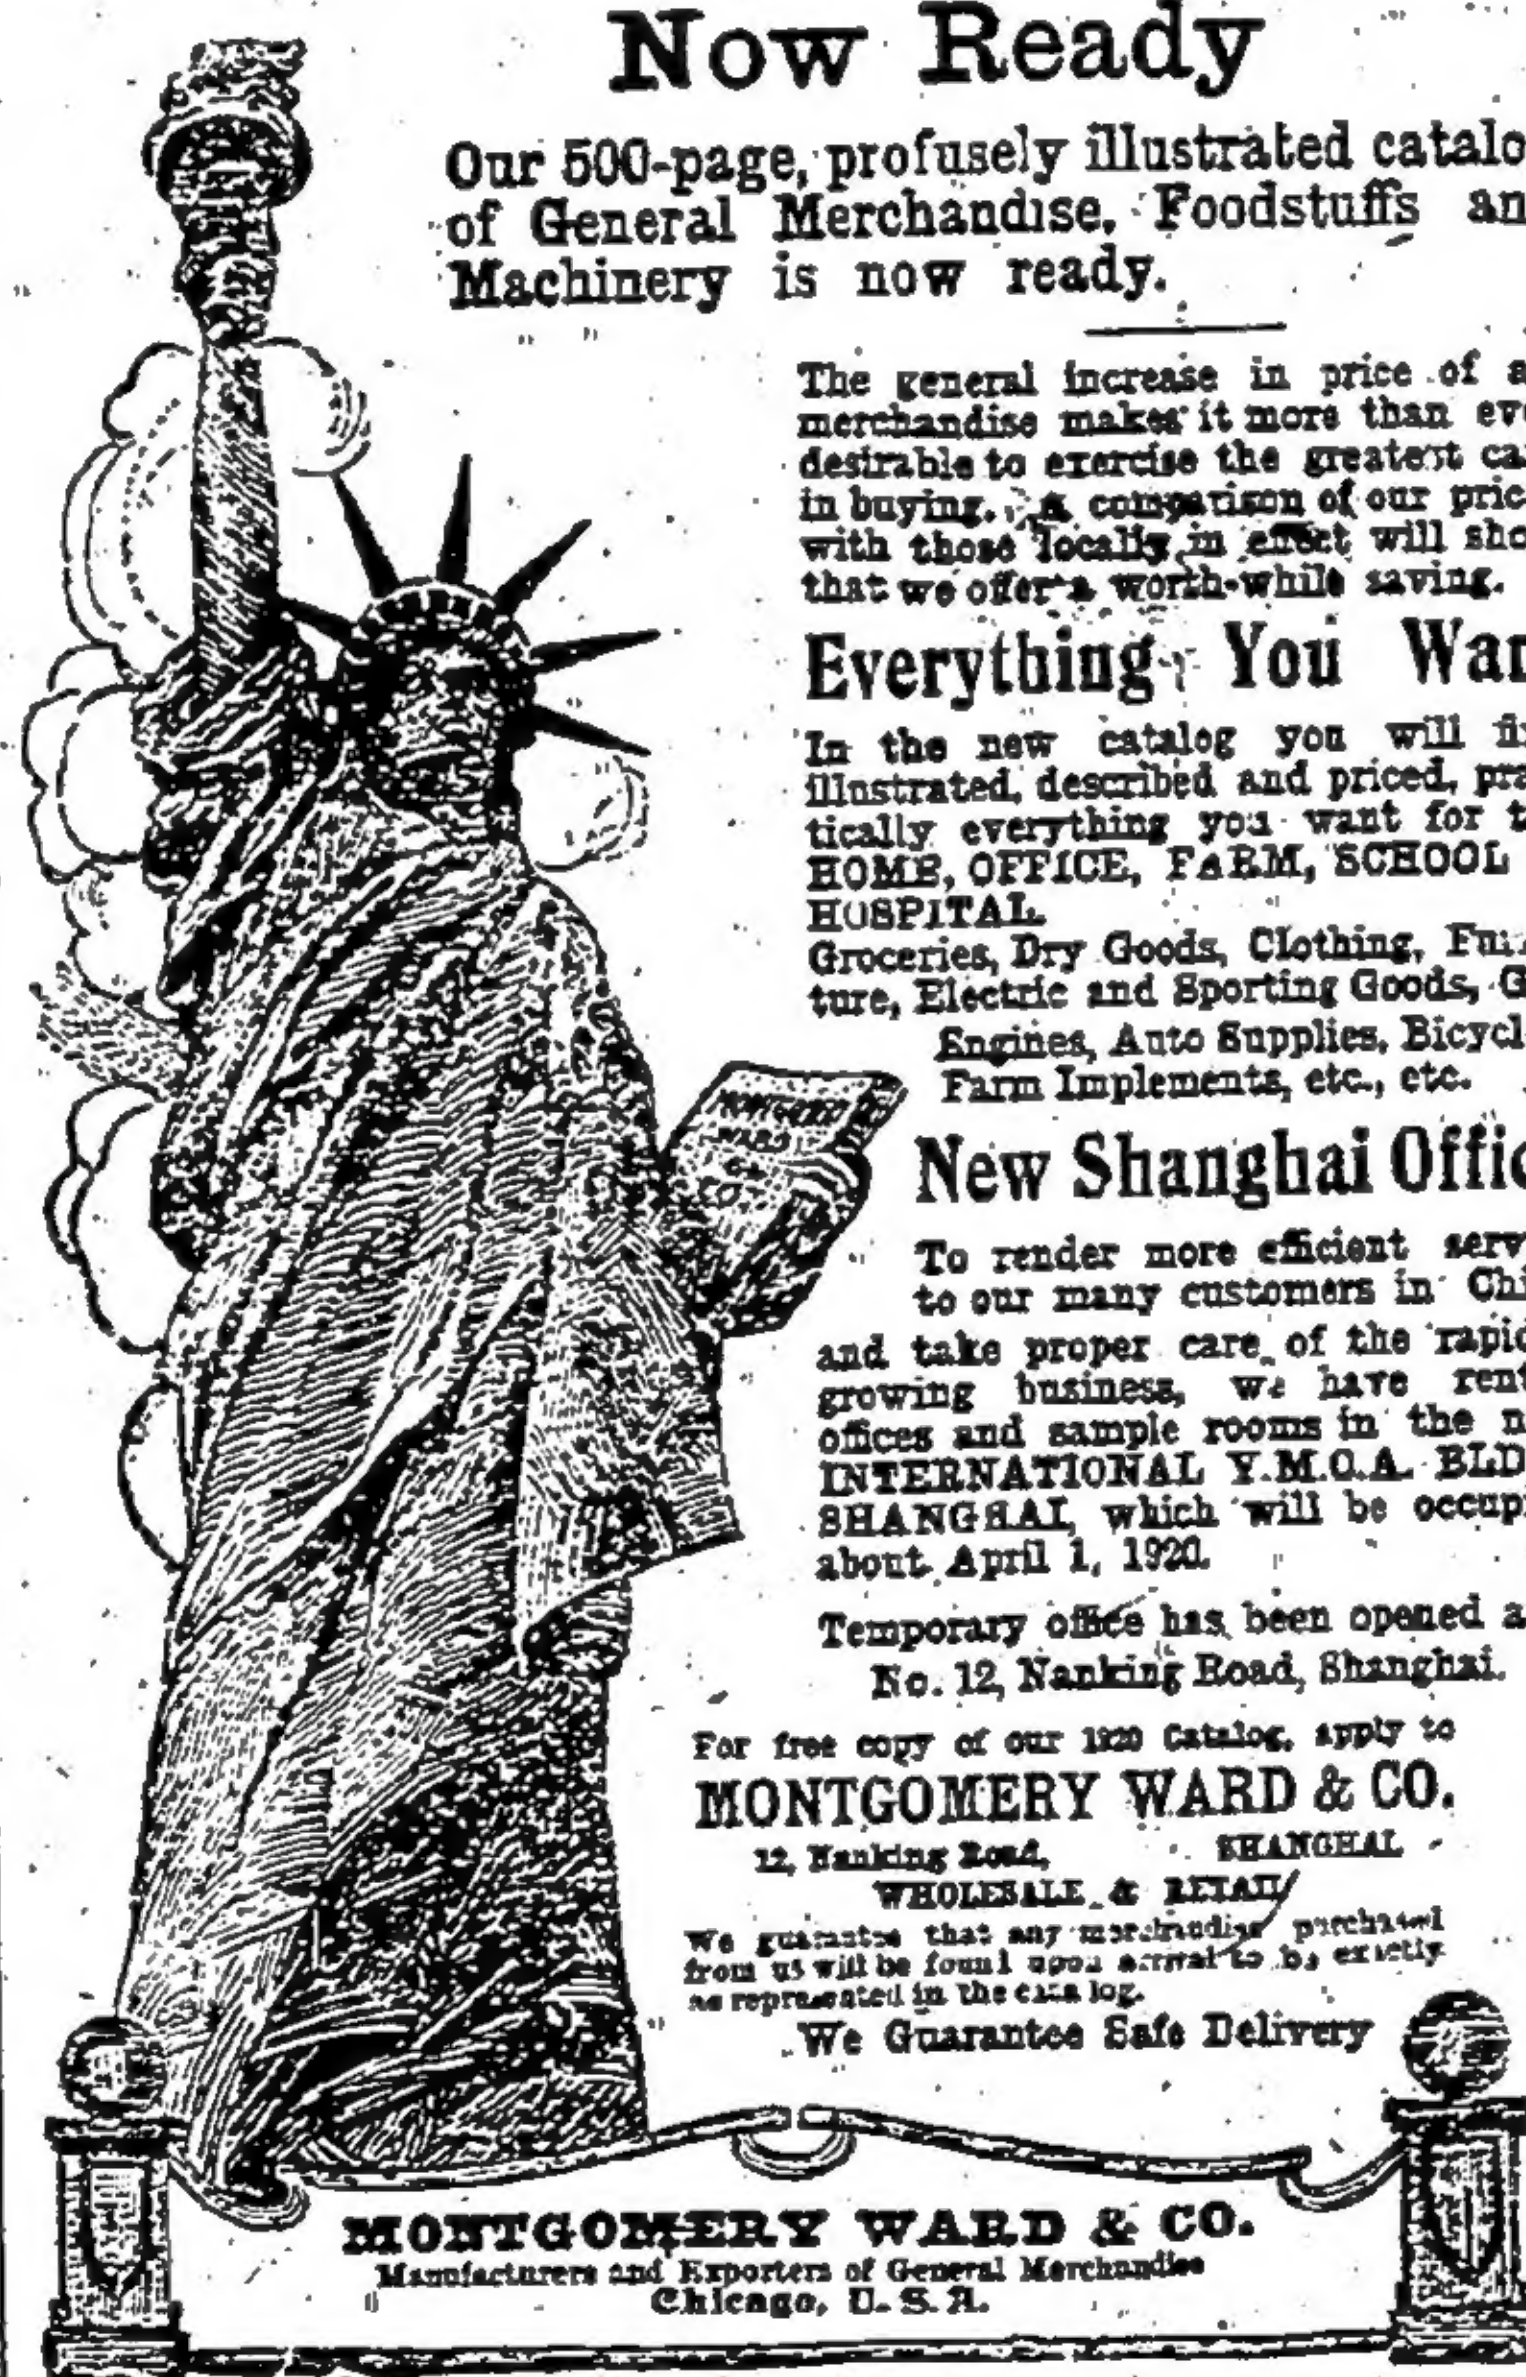 Now Ready
Our 500-page, profusely illustrated catalo
of General Merchandise, Foodstuffs an
Machinery is now ready.
The general increase in price of a
merchandise makes it more than eve
desirable to exercise the greatest ca
in buying. A comparison of our pric
with those locally in effect will sho
that we offer a worth-while saving.
Everything You Wan
In the new catalog you will fi
illustrated, described and priced, pra
tically everything you want for t
HOME, OFFICE, FARM, SCHOOL
HOSPITAL
Groceries, Dry Goods, Clothing, Fur
ture, Electric and Sporting Goods, G
Engines, Auto Supplies, Bicycl
Farm Implements, etc., etc.
MONTGOMERY
WARD
&
CO
New Shanghai Offic
To render more efficient serv
to our many customers in Chi
and take proper care of the rapid
growing business, we have rent
offices and sample rooms in the n
INTERNATIONAL Y.M.C.A. BLD
SHANGHAI, which will be occupi
about April 1, 1920.
Temporary office has been opened a
No. 12, Nanking Road, Shanghai.
For free copy of our 1920 Catalog, apply to
MONTGOMERY WARD & CO.
12, Nanking Road, SHANGHAI
WHOLESALE & RETAIL
We guarantee that any merchandise purchased
from us will be found upon arrival to be exactly
as represented in the catalog.
We Guarantee Safe Delivery
MONTGOMERY WARD & CO.
Manufacturers and Exporters of General Merchandise
Chicago, U.S.A.